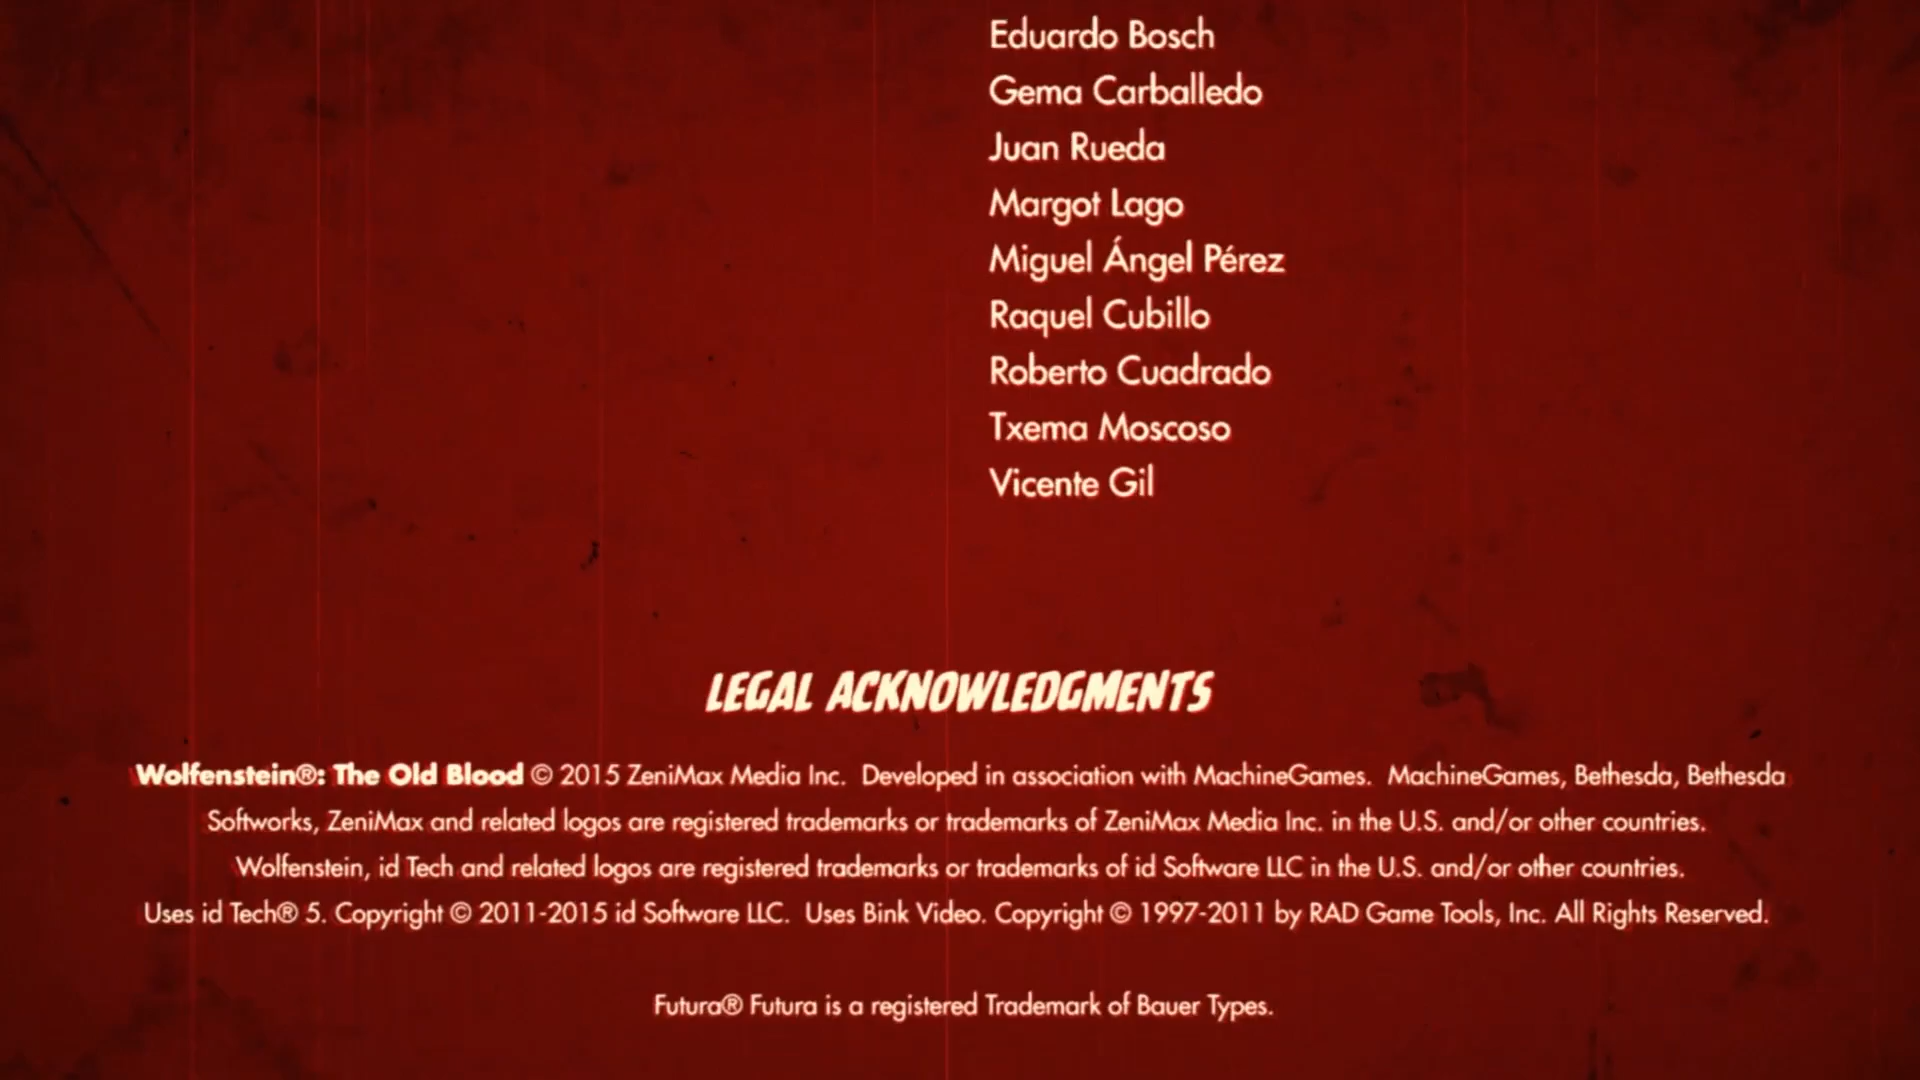 Eduardo Bosch
Gema Carballedo
Juan Rueda
Margot Lago
Miguel Ángel Pérez
Raquel Cubillo
Roberto Cuadrado
Txema Moscoso
Vicente Gil
LEGAL ACKNOWLEDGMENTS
Wolfenstein®: The Old Blood © 2015 ZeniMax Media Inc.  Developed in association with MachineGames.  MachineGames, Bethesda, Bethesda
Softworks, ZeniMax and related logos are registered trademarks or trademarks of ZeniMax Media Inc. in the U.S. and/or other countries.
Wolfenstein, id Tech and related logos are registered trademarks or trademarks of id Software LLC in the U.S. and/or other countries.
Uses id Tech® 5. Copyright © 2011-2015 id Software LLC.  Uses Bink Video. Copyright © 1997-2011 by RAD Game Tools, Inc. All Rights Reserved.
Futura® Futura is a registered Trademark of Bauer Types.